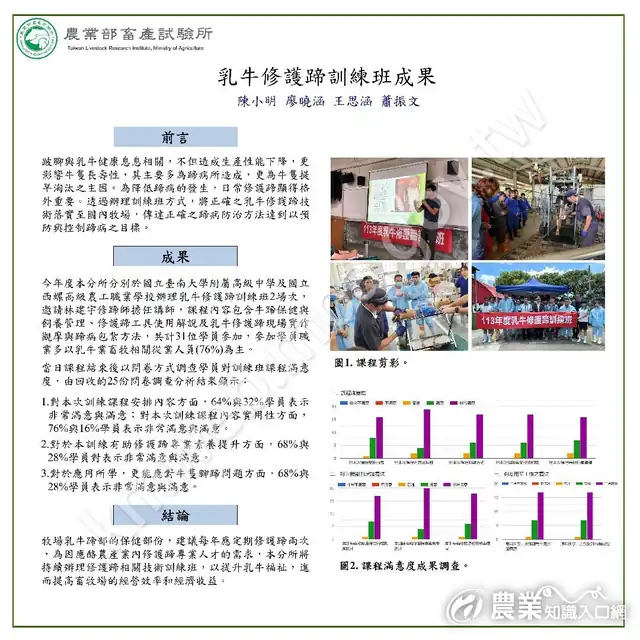 農業部畜產試驗所
Taiwan Livestock Research Institute, Ministry of Agriculture
乳牛修護蹄訓練班成果
陳小明 廖曉涵 王思涵 蕭振文
前言
跛腳與乳牛健康息息相關，不但造成生產性能下降，更
影響牛隻長壽性，其主要多為蹄病所造成，更為牛隻提
早淘汰之主因。為降低蹄病的發生，日常修護蹄顯得格
外重要。透過辦理訓練班方式，將正確之乳牛修護蹄技
術落實至國內牧場，傳達正確之蹄病防治方法達到以預
防與控制蹄病之目標。
成果
今年度本分所分別於國立臺南大學附屬高級中學及國立
西螺高級農工職業學校辦理乳牛修護蹄訓練班2場次，
邀請林建宇修蹄師擔任講師，課程內容包含牛蹄保健與
飼養管理、修護蹄工具使用解說及乳牛修護蹄現場實作
觀摩與蹄病包紮方法，共計31位學員參加，參加學員職
業多以乳牛業畜牧相關從業人員(76%)為主。
當日課程結束後以問卷方式調查學員對訓練班課程滿意
度，由回收的25份問卷調查分析結果顯示：
1.對本次訓練課程安排內容方面，64%與32%學員表示
非常滿意與滿意；對本次訓練課程內容實用性方面，
76%與16%學員表示非常滿意與滿意。
2.對於本訓練有助修護蹄專業素養提升方面，68%與
28%學員對表示非常滿意與滿意。
3.對於應用所學，更能應對牛隻腳蹄問題方面，68%與
28%學員表示非常滿意與滿意。
結論
牧場乳牛蹄部的保健部份，建議每年應定期修護蹄兩次
，為因應酪農產業內修護蹄專業人才的需求，本分所將
持續辦理修護蹄相關技術訓練班，以提升乳牛福祉，進
而提高畜牧場的經營效率和經濟收益。
113年度乳牛修護蹄訓練班
113年度乳牛修護蹄訓練班
圖1. 課程剪影。
圖2. 課程滿意度成果調查。
農業知識入口網